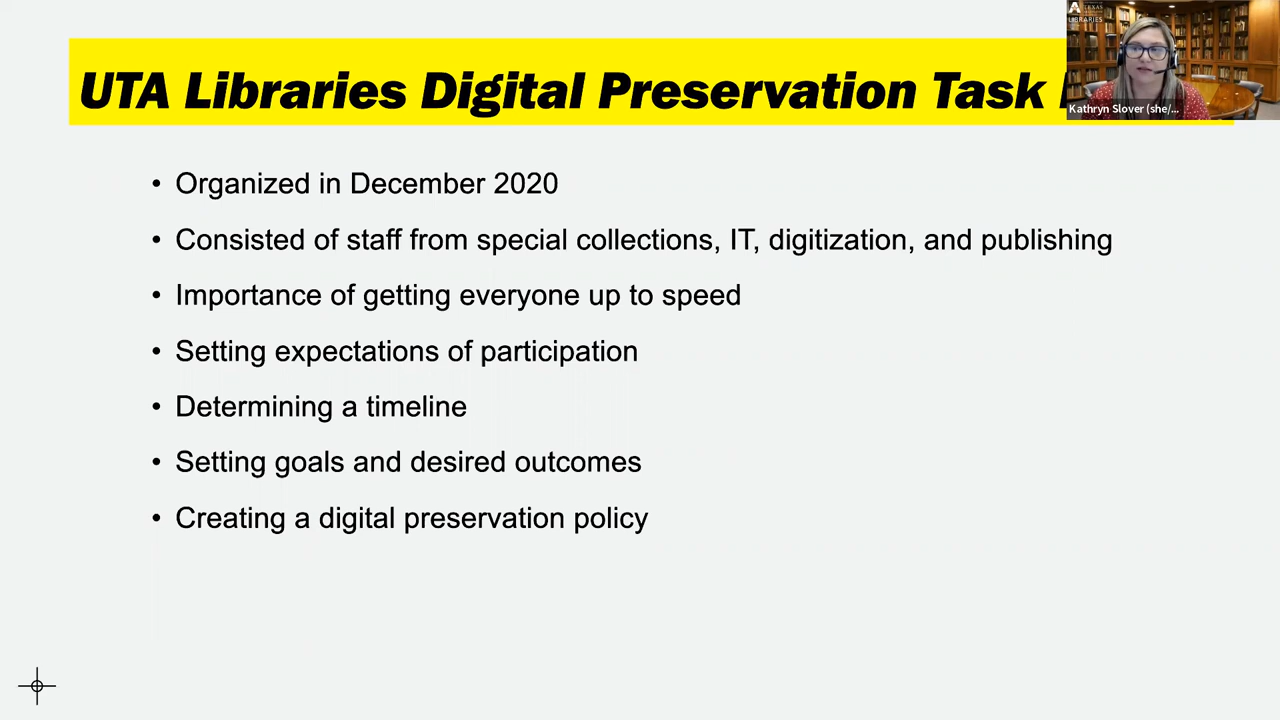 UTA Libraries Digital Preservation Task
LIBRARIES
Kathryn Slover (she/...
• Organized in December 2020
• Consisted of staff from special collections, IT, digitization, and publishing
• Importance of getting everyone up to speed
• Setting expectations of participation
• Determining a timeline
• Setting goals and desired outcomes
• Creating a digital preservation policy